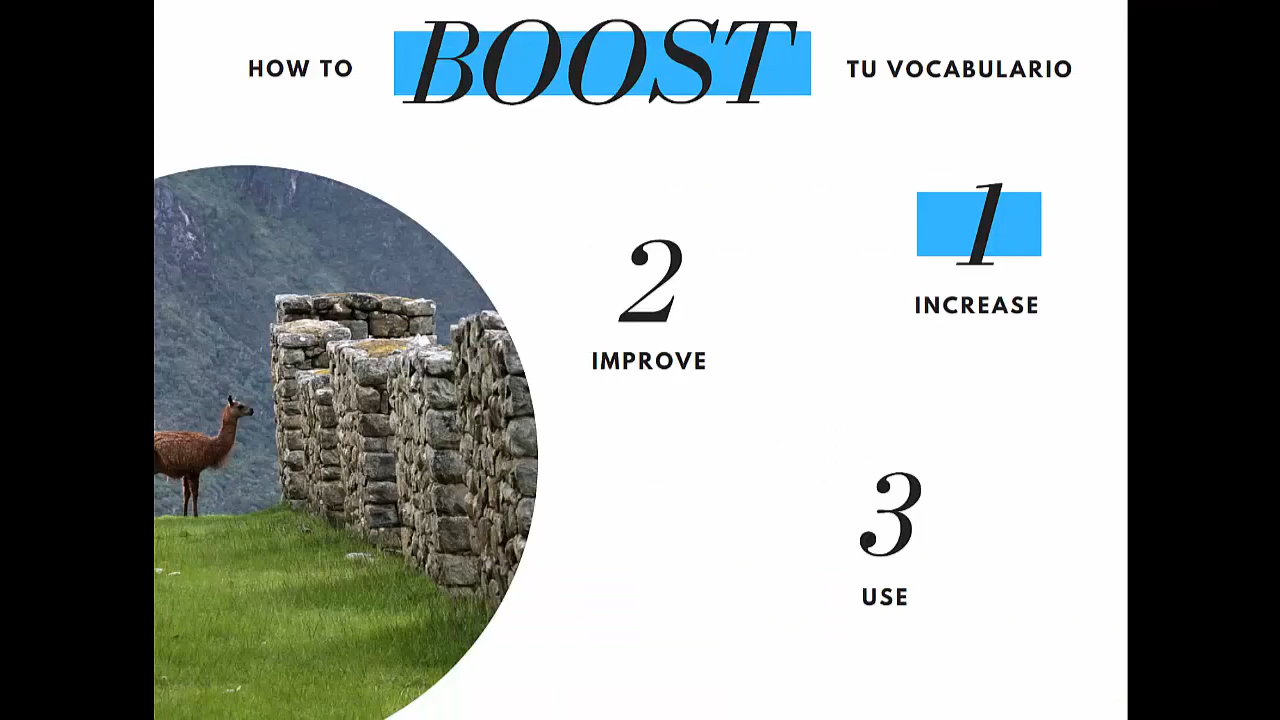 HOW TO BOOST TU VOCABULARIO
1
INCREASE
2
IMPROVE
3
USE